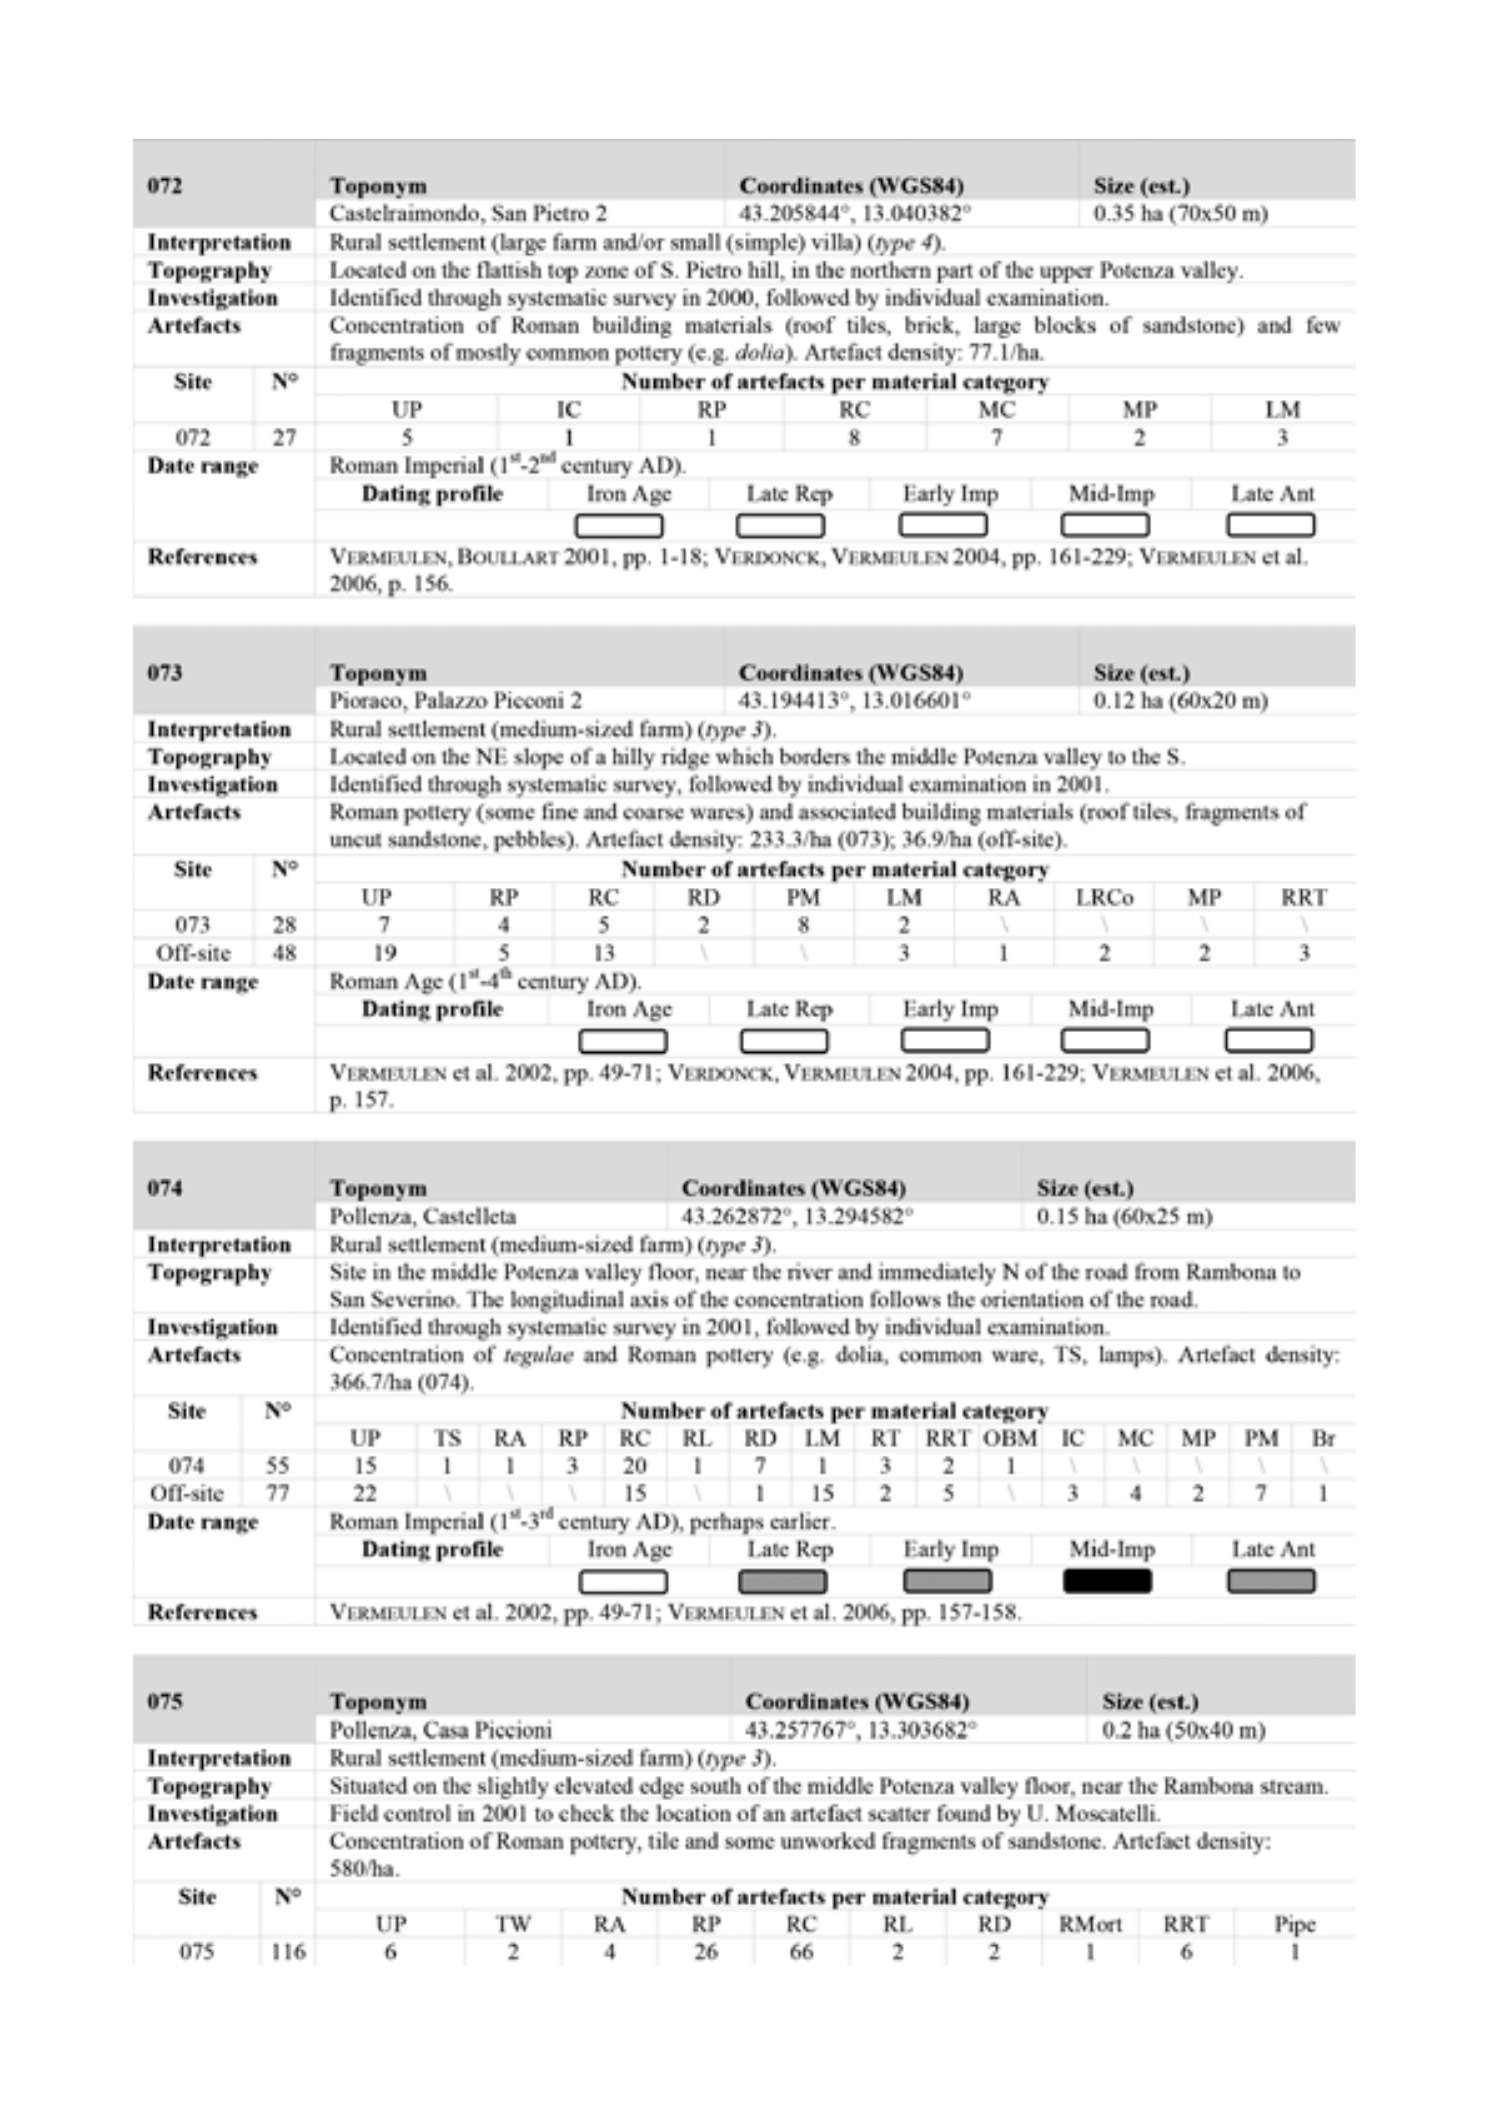 072 Toponym Coordinates (WGS84) Size (est.)
Castelraimondo, San Pietro 2 43.205844°, 13.040382° 0.35 ha (70x50 m)
Interpretation Rural settlement (large farm and/or small (simple) villa) (type 4).
Topography Located on the flattish top zone of S. Pietro hill, in the northern part of the upper Potenza valley.
Investigation Identified through systematic survey in 2000, followed by individual examination.
Artefacts Concentration of Roman building materials (roof tiles, brick, large blocks of sandstone) and few
fragments of mostly common pottery (e.g. dolia). Artefact density: 77.1/ha.
Site N° Number of artefacts per material category
UP IC RP RC MC MP LM
072 27 5 1 1 8 7 2 3
Date range Roman Imperial (1st-2nd century AD).
Dating profile Iron Age Late Rep Early Imp Mid-Imp Late Ant
References VERMEULEN, BOULLART 2001, pp. 1-18; VERDONCK, VERMEULEN 2004, pp. 161-229; VERMEULEN et al.
2006, p. 156.
073 Toponym Coordinates (WGS84) Size (est.)
Pioraco, Palazzo Picconi 2 43.194413°, 13.016601° 0.12 ha (60x20 m)
Interpretation Rural settlement (medium-sized farm) (type 3).
Topography Located on the NE slope of a hilly ridge which borders the middle Potenza valley to the S.
Investigation Identified through systematic survey, followed by individual examination in 2001.
Artefacts Roman pottery (some fine and coarse wares) and associated building materials (roof tiles, fragments of
uncut sandstone, pebbles). Artefact density: 233.3/ha (073); 36.9/ha (off-site).
Site N° Number of artefacts per material category
UP RP RC RD PM LM RA LRCo MP RRT
073 28 7 4 5 2 8 2 \ \ \ \
Off-site 48 19 5 13 \ \ 3 1 2 2 3
Date range Roman Age (1st-4th century AD).
Dating profile Iron Age Late Rep Early Imp Mid-Imp Late Ant
References VERMEULEN et al. 2002, pp. 49-71; VERDONCK, VERMEULEN 2004, pp. 161-229; VERMEULEN et al. 2006,
p. 157.
074 Toponym Coordinates (WGS84) Size (est.)
Pollenza, Castelleta 43.262872°, 13.294582° 0.15 ha (60x25 m)
Interpretation Rural settlement (medium-sized farm) (type 3).
Topography Site in the middle Potenza valley floor, near the river and immediately N of the road from Rambona to
San Severino. The longitudinal axis of the concentration follows the orientation of the road.
Investigation Identified through systematic survey in 2001, followed by individual examination.
Artefacts Concentration of tegulae and Roman pottery (e.g. dolia, common ware, TS, lamps). Artefact density:
366.7/ha (074).
Site N° Number of artefacts per material category
UP TS RA RP RC RL RD LM RT RRT OBM IC MC MP PM Br
074 55 15 1 1 3 20 1 7 1 3 2 1 \ \ \ \ \
Off-site 77 22 \ \ \ 15 \ 1 15 2 5 \ 3 4 2 7 1
Date range Roman Imperial (1st-3rd century AD), perhaps earlier.
Dating profile Iron Age Late Rep Early Imp Mid-Imp Late Ant
References VERMEULEN et al. 2002, pp. 49-71; VERMEULEN et al. 2006, pp. 157-158.
075 Toponym Coordinates (WGS84) Size (est.)
Pollenza, Casa Piccioni 43.257767°, 13.303682° 0.2 ha (50x40 m)
Interpretation Rural settlement (medium-sized farm) (type 3).
Topography Situated on the slightly elevated edge south of the middle Potenza valley floor, near the Rambona stream.
Investigation Field control in 2001 to check the location of an artefact scatter found by U. Moscatelli.
Artefacts Concentration of Roman pottery, tile and some unworked fragments of sandstone. Artefact density:
580/ha.
Site N° Number of artefacts per material category
UP TW RA RP RC RL RD RMort RRT Pipe
075 116 6 2 4 26 66 2 2 1 6 1